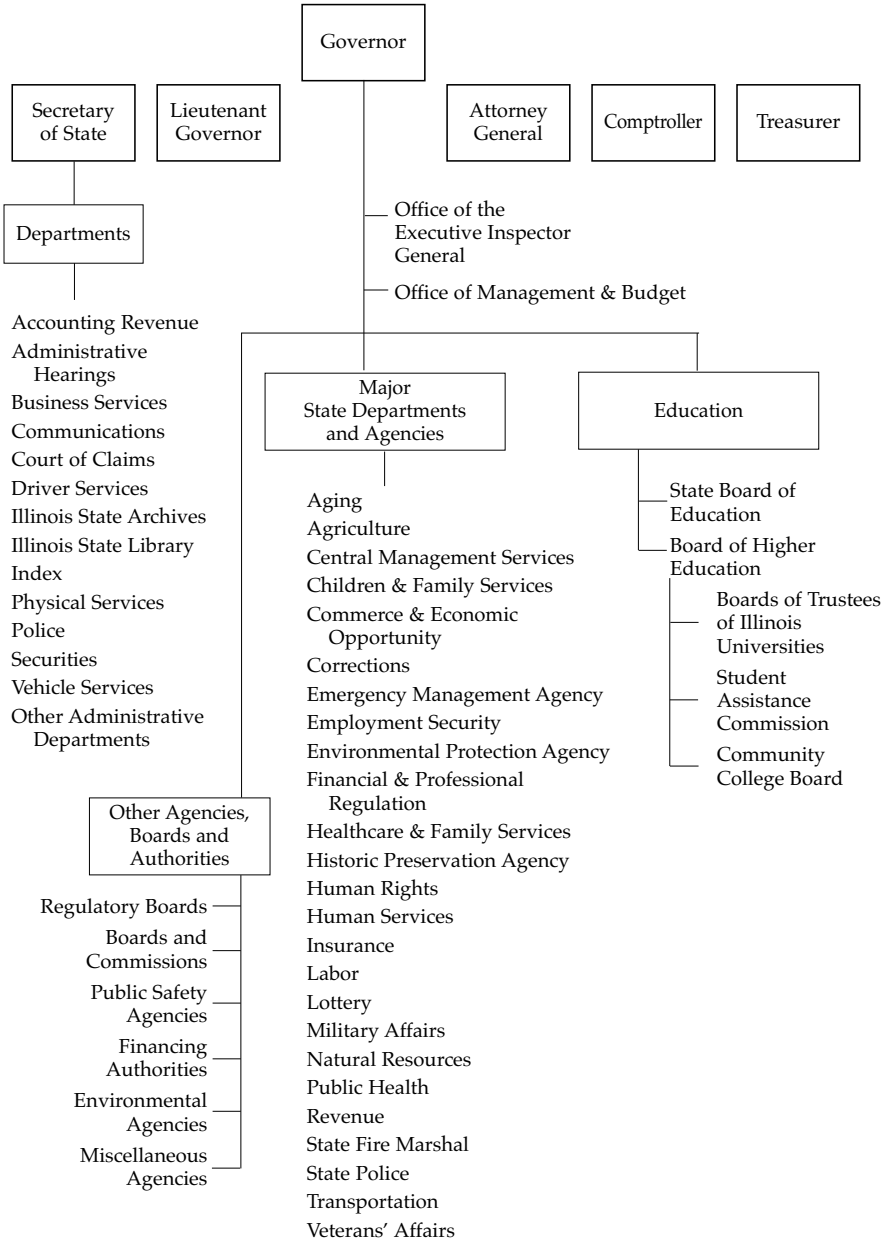 Governor
Secretary
of State
Lieutenant
Governor
Attorney
General
Comptroller
Treasurer
Departments
Accounting Revenue
Administrative
Hearings
Business Services
Communications
Court of Claims
Driver Services
Illinois State Archives
Illinois State Library
Index
Physical Services
Police
Securities
Vehicle Services
Other Administrative
Departments
Office of the
Executive Inspector
General
Office of Management & Budget
Other Agencies,
Boards and
Authorities
Regulatory Boards
Boards and
Commissions
Public Safety
Agencies
Financing
Authorities
Environmental
Agencies
Miscellaneous
Agencies
Major
State Departments
and Agencies
Aging
Agriculture
Central Management Services
Children & Family Services
Commerce & Economic
Opportunity
Corrections
Emergency Management Agency
Employment Security
Environmental Protection Agency
Financial & Professional
Regulation
Healthcare & Family Services
Historic Preservation Agency
Human Rights
Human Services
Insurance
Labor
Lottery
Military Affairs
Natural Resources
Public Health
Revenue
State Fire Marshal
State Police
Transportation
Veterans’ Affairs
Education
State Board of
Education
Board of Higher
Education
Boards of Trustees
of Illinois
Universities
Student
Assistance
Commission
Community
College Board